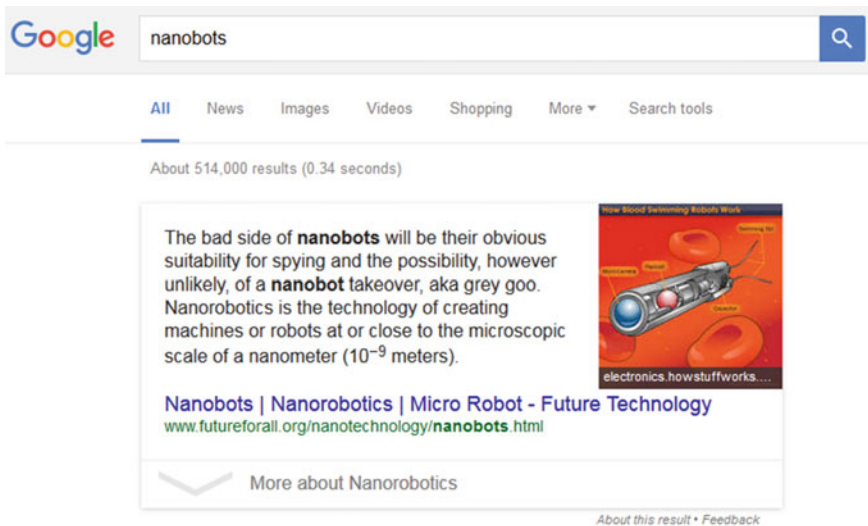 Google nanobots
All News Images Videos Shopping More Search tools
About 514,000 results (0.34 seconds)
The bad side of nanobots will be their obvious
suitability for spying and the possibility, however
unlikely, of a nanobot takeover, aka grey goo.
Nanorobotics is the technology of creating
machines or robots at or close to the microscopic
scale of a nanometer (10⁻⁹ meters).
How Blood Swimming Robots Work
electronics.howstuffworks....
Nanobots | Nanorobotics | Micro Robot - Future Technology
www.futureforall.org/nanotechnology/nanobots.html
More about Nanorobotics
About this result • Feedback